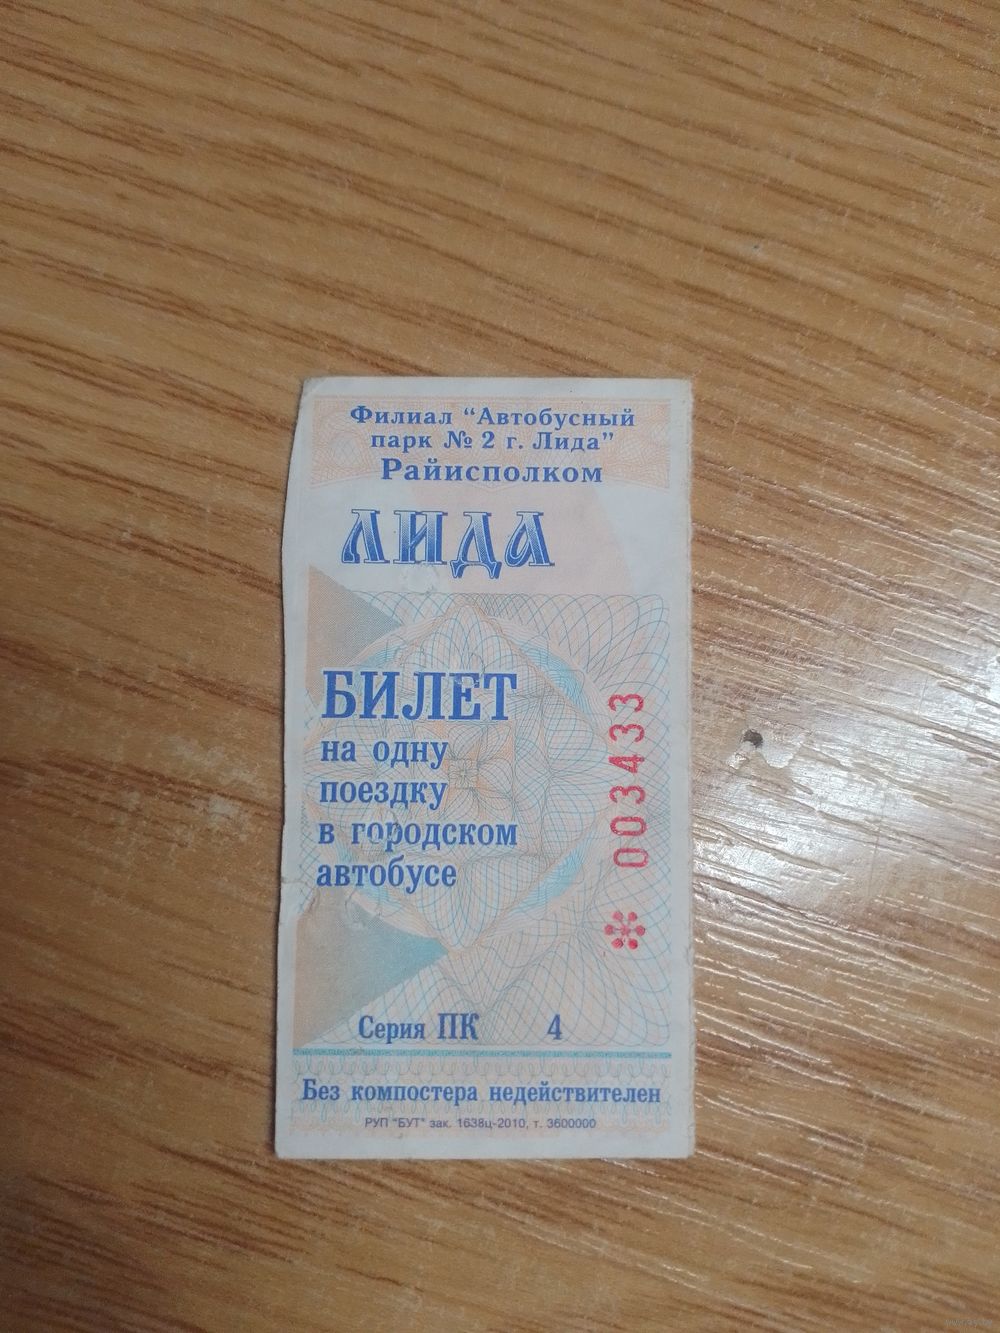 Филиал "Автобусный
парк № 2 г. Лида"
Райисполком
ЛИДА
БИЛЕТ
на одну
поездку
в городском
автобусе
* 003433
Серия ПК 4
Без компостера недействителен
РУП "БУТ" зак. 1638ц-2010, т. 3600000